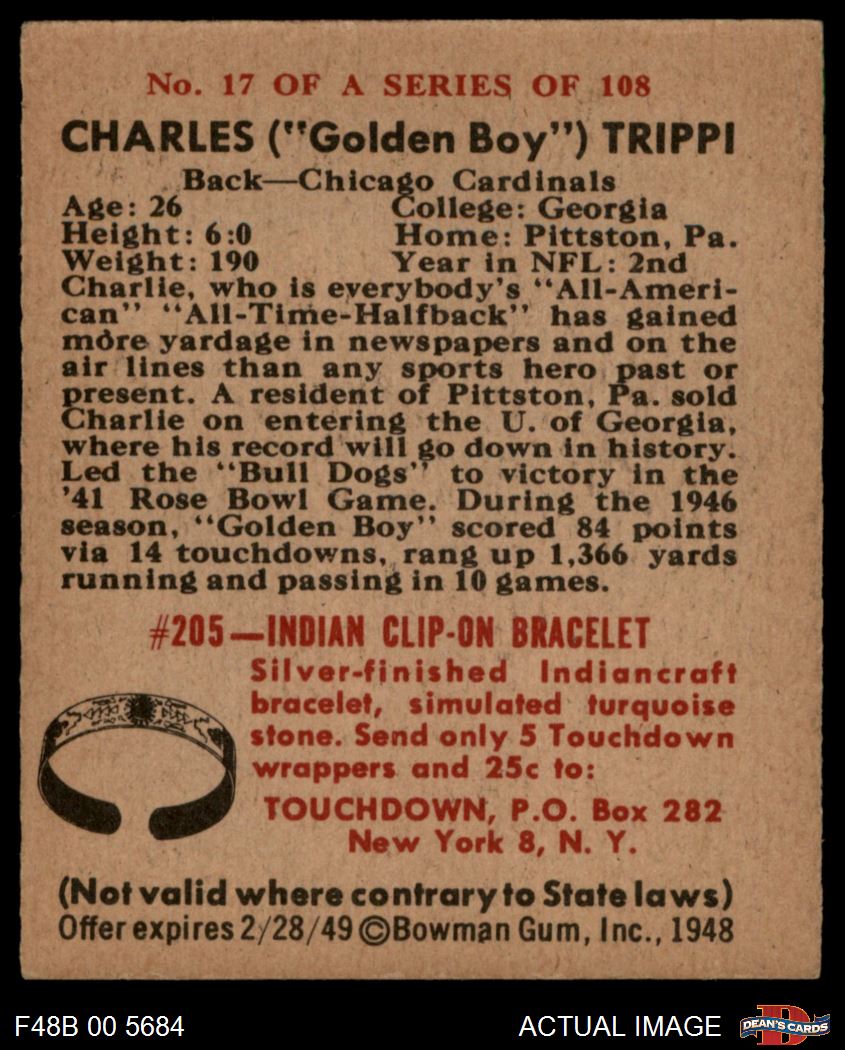 No. 17 OF A SERIES OF 108
CHARLES ("Golden Boy") TRIPPI
Back—Chicago Cardinals
Age: 26 College: Georgia
Height: 6:0 Home: Pittston, Pa.
Weight: 190 Year in NFL: 2nd
Charlie, who is everybody's "All-Ameri-
can" "All-Time-Halfback" has gained
more yardage in newspapers and on the
air lines than any sports hero past or
present. A resident of Pittston, Pa. sold
Charlie on entering the U. of Georgia,
where his record will go down in history.
Led the "Bull Dogs" to victory in the
'41 Rose Bowl Game. During the 1946
season, "Golden Boy" scored 84 points
via 14 touchdowns, rang up 1,366 yards
running and passing in 10 games.
#205—INDIAN CLIP-ON BRACELET
Silver-finished Indiancraft
bracelet, simulated turquoise
stone. Send only 5 Touchdown
wrappers and 25c to:
TOUCHDOWN, P.O. Box 282
New York 8, N. Y.
(Not valid where contrary to State laws)
Offer expires 2/28/49 ©Bowman Gum, Inc., 1948
F48B 00 5684 ACTUAL IMAGE DEAN'S CARDS